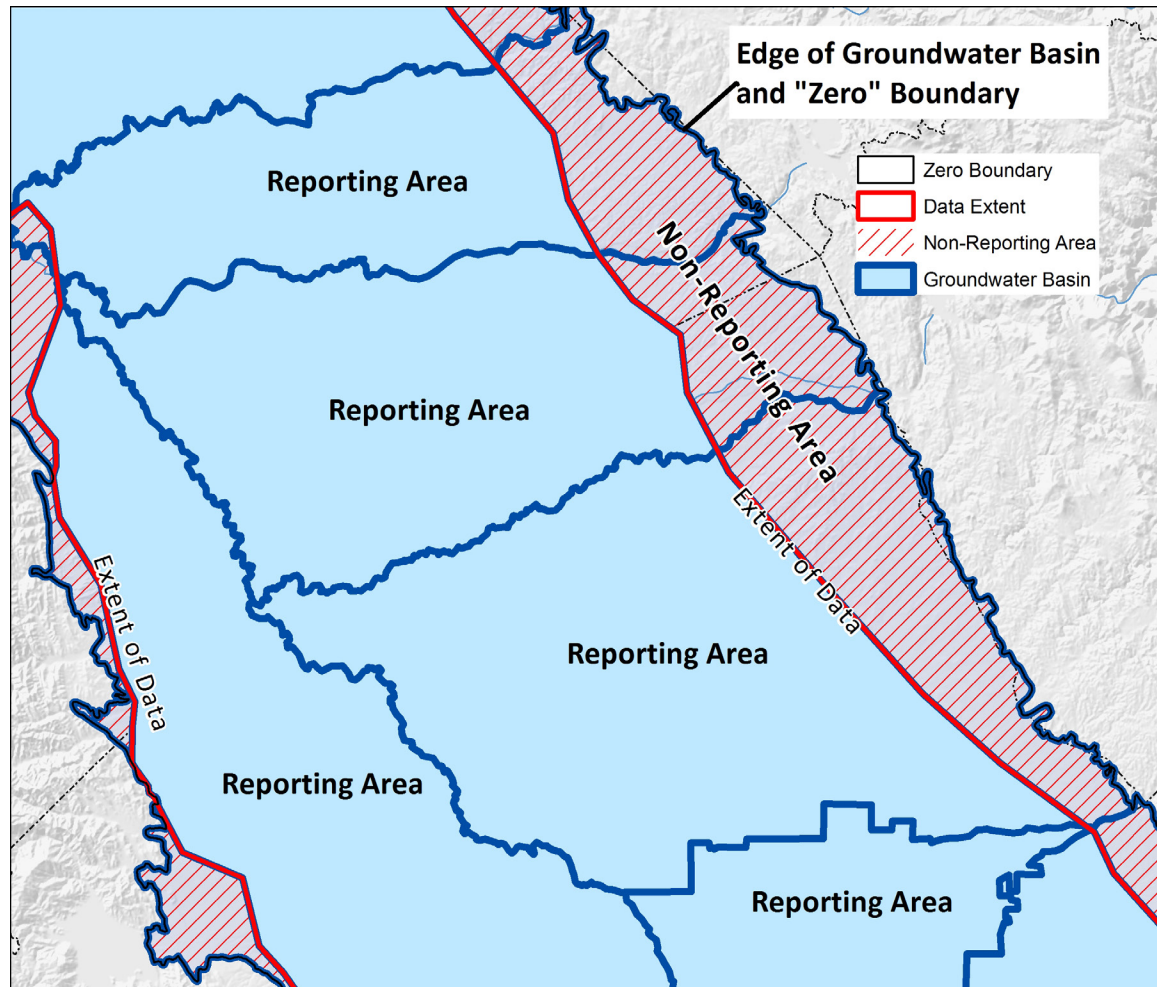 Edge of Groundwater Basin
and "Zero" Boundary
Zero Boundary
Data Extent
Non-Reporting Area
Groundwater Basin
Reporting Area
Non-Reporting Area
Reporting Area
Extent of Data
Extent of Data
Reporting Area
Reporting Area
Reporting Area